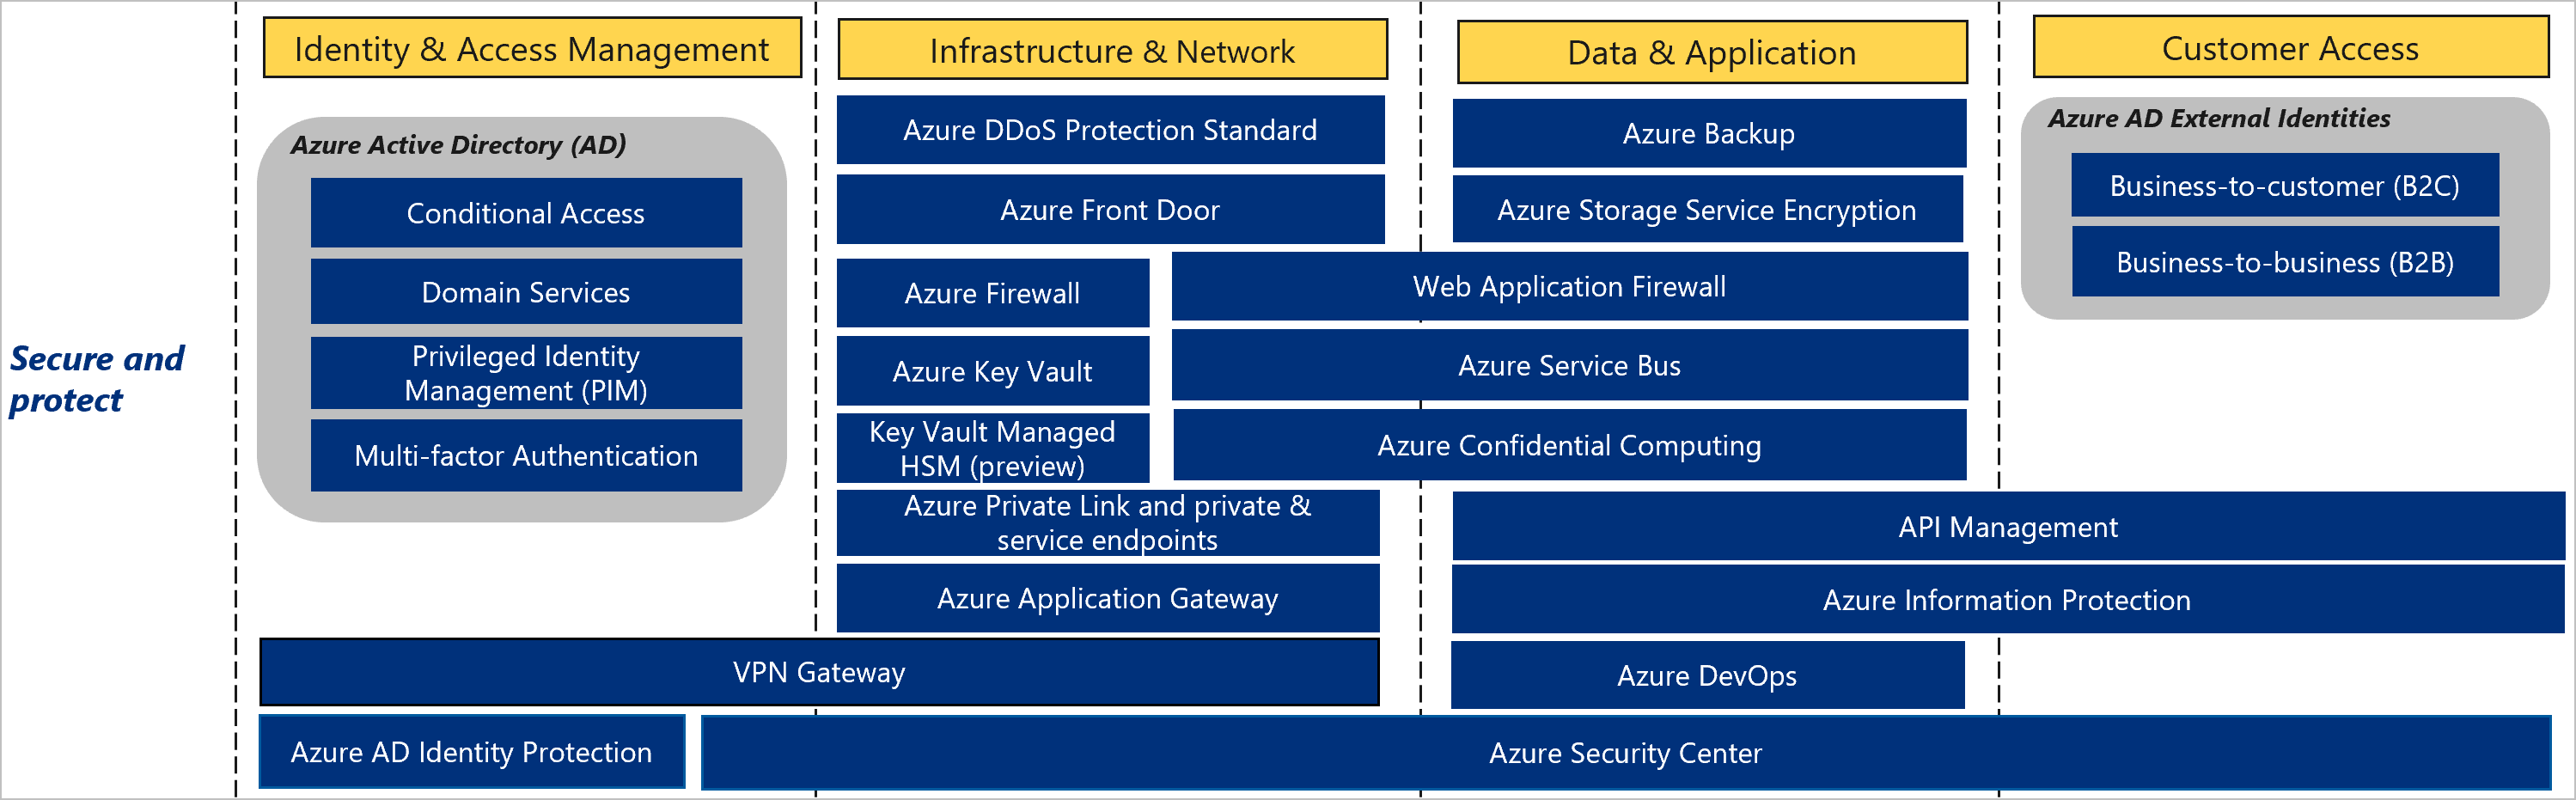 Secure and
protect
Identity & Access Management
Azure Active Directory (AD)
Conditional Access
Domain Services
Privileged Identity
Management (PIM)
Multi-factor Authentication
Infrastructure & Network
Azure DDoS Protection Standard
Azure Front Door
Azure Firewall
Azure Key Vault
Key Vault Managed
HSM (preview)
Azure Private Link and private &
service endpoints
Azure Application Gateway
VPN Gateway
Azure AD Identity Protection
Data & Application
Azure Backup
Azure Storage Service Encryption
Web Application Firewall
Azure Service Bus
Azure Confidential Computing
API Management
Azure Information Protection
Azure DevOps
Azure Security Center
Customer Access
Azure AD External Identities
Business-to-customer (B2C)
Business-to-business (B2B)